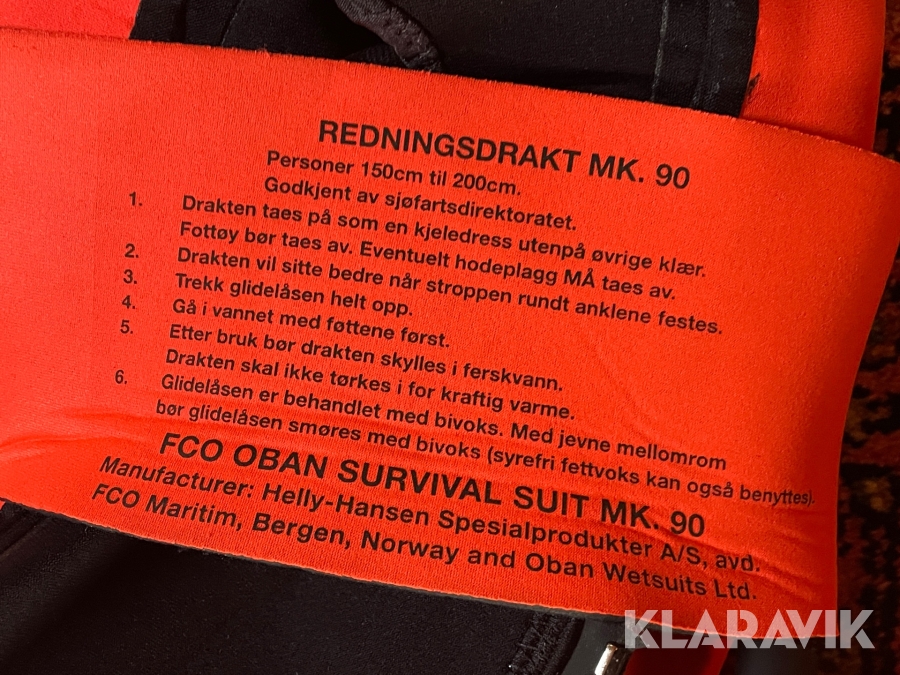 REDNINGSDRAKT MK. 90
Personer 150cm til 200cm.
Godkjent av sjøfartsdirektoratet.
1. Drakten taes på som en kjeledress utenpå øvrige klær.
Fottøy bør taes av. Eventuelt hodeplagg MÅ taes av.
2. Drakten vil sitte bedre når stroppen rundt anklene festes.
3. Trekk glidelåsen helt opp.
4. Gå i vannet med føttene først.
5. Etter bruk bør drakten skylles i ferskvann.
Drakten skal ikke tørkes i for kraftig varme.
6. Glidelåsen er behandlet med bivoks. Med jevne mellomrom
bør glidelåsen smøres med bivoks (syrefri fettvoks kan også benyttes).
FCO OBAN SURVIVAL SUIT MK. 90
Manufacturer: Helly-Hansen Spesialprodukter A/S, avd.
FCO Maritim, Bergen, Norway and Oban Wetsuits Ltd.
KLARAVIK